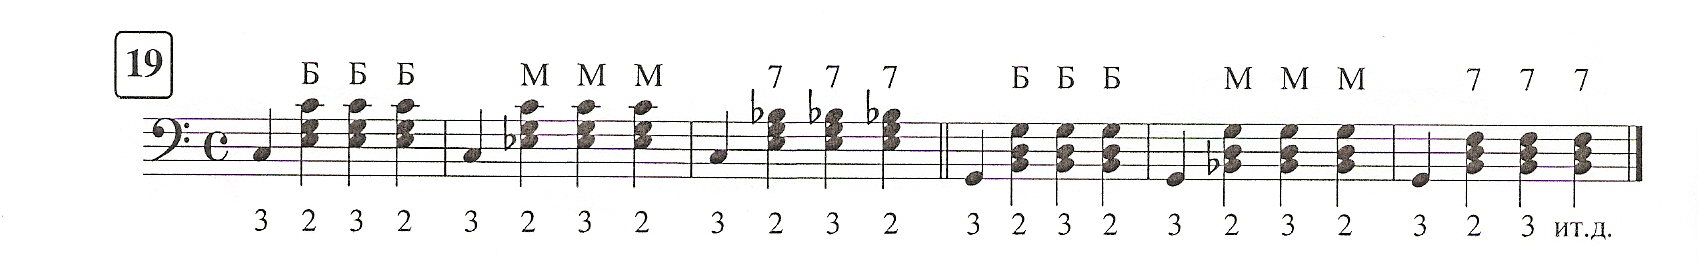 19
Б Б Б М М М 7 7 7 Б Б Б М М М 7 7 7
3 2 3 2 3 2 3 2 3 2 3 2 3 2 3 2 3 2 3 2 3 2 3 ит.д.